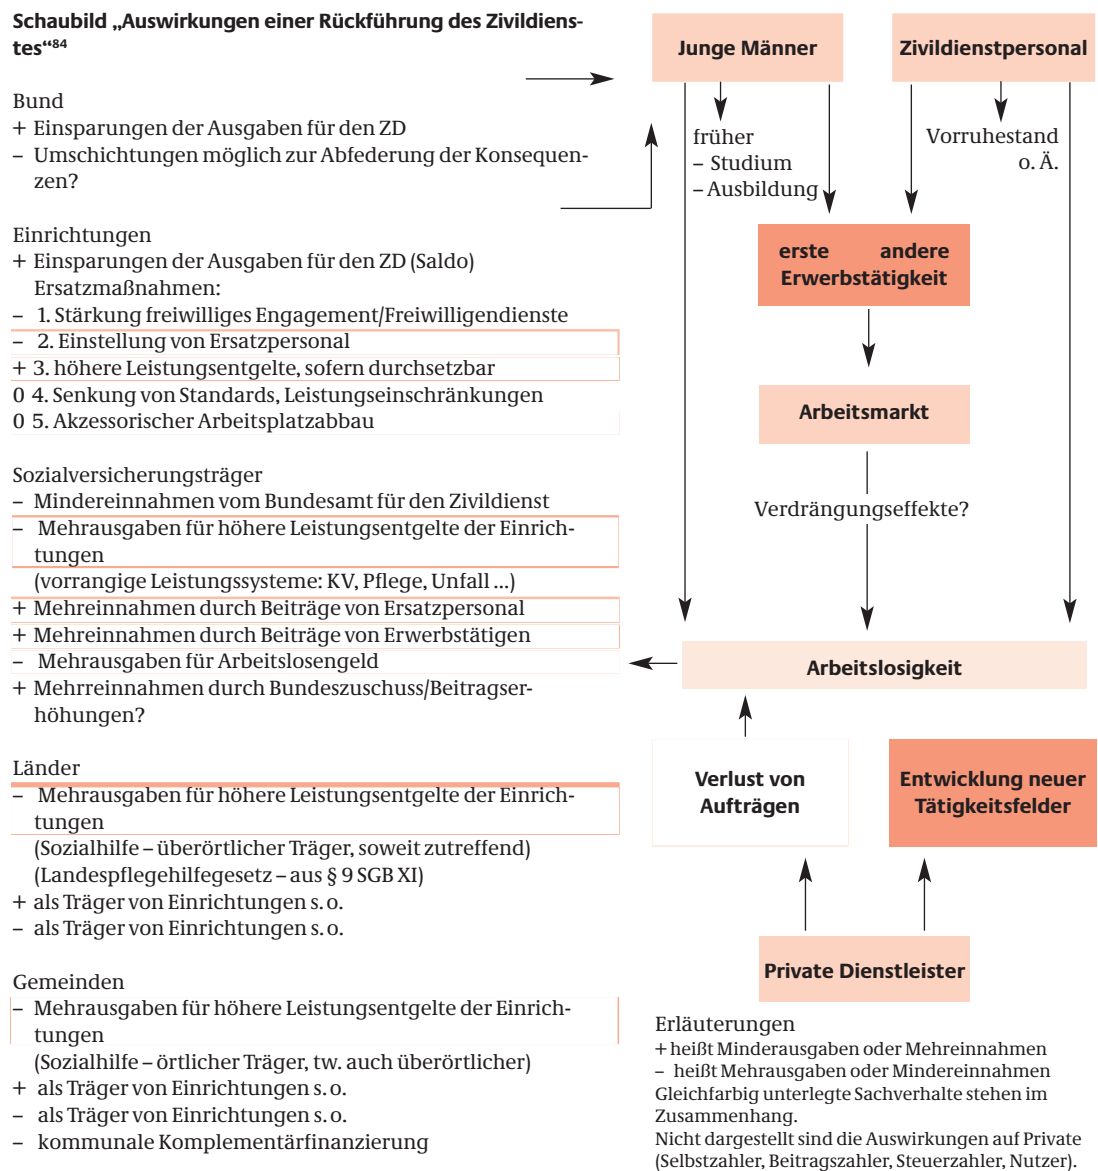 Schaubild „Auswirkungen einer Rückführung des Zivildiens-
tes“84
Bund
+ Einsparungen der Ausgaben für den ZD
– Umschichtungen möglich zur Abfederung der Konsequen-
zen?
Einrichtungen
+ Einsparungen der Ausgaben für den ZD (Saldo)
Ersatzmaßnahmen:
– 1. Stärkung freiwilliges Engagement/Freiwilligendienste
– 2. Einstellung von Ersatzpersonal
+ 3. höhere Leistungsentgelte, sofern durchsetzbar
0 4. Senkung von Standards, Leistungseinschränkungen
0 5. Akzessorischer Arbeitsplatzabbau
Sozialversicherungsträger
– Mindereinnahmen vom Bundesamt für den Zivildienst
– Mehrausgaben für höhere Leistungsentgelte der Einrich-
tungen
(vorrangige Leistungssysteme: KV, Pflege, Unfall ...)
+ Mehreinnahmen durch Beiträge von Ersatzpersonal
+ Mehreinnahmen durch Beiträge von Erwerbstätigen
– Mehrausgaben für Arbeitslosengeld
+ Mehrreinnahmen durch Bundeszuschuss/Beitragser-
höhungen?
Länder
– Mehrausgaben für höhere Leistungsentgelte der Einrich-
tungen
(Sozialhilfe – überörtlicher Träger, soweit zutreffend)
(Landespflegehilfegesetz – aus § 9 SGB XI)
+ als Träger von Einrichtungen s. o.
– als Träger von Einrichtungen s. o.
Gemeinden
– Mehrausgaben für höhere Leistungsentgelte der Einrich-
tungen
(Sozialhilfe – örtlicher Träger, tw. auch überörtlicher)
+ als Träger von Einrichtungen s. o.
– als Träger von Einrichtungen s. o.
– kommunale Komplementärfinanzierung
Junge Männer
Zivildienstpersonal
früher
– Studium
– Ausbildung
Vorruhestand
o. Ä.
erste andere
Erwerbstätigkeit
Arbeitsmarkt
Verdrängungseffekte?
Arbeitslosigkeit
Verlust von
Aufträgen
Entwicklung neuer
Tätigkeitsfelder
Private Dienstleister
Erläuterungen
+ heißt Minderausgaben oder Mehreinnahmen
– heißt Mehrausgaben oder Mindereinnahmen
Gleichfarbig unterlegte Sachverhalte stehen im
Zusammenhang.
Nicht dargestellt sind die Auswirkungen auf Private
(Selbstzahler, Beitragszahler, Steuerzahler, Nutzer).